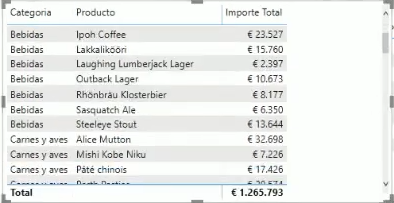 Categoria Producto Importe Total
Bebidas Ipoh Coffee € 23.527
Bebidas Lakkalikööri € 15.760
Bebidas Laughing Lumberjack Lager € 2.397
Bebidas Outback Lager € 10.673
Bebidas Rhönbräu Klosterbier € 8.177
Bebidas Sasquatch Ale € 6.350
Bebidas Steeleye Stout € 13.644
Carnes y aves Alice Mutton € 32.698
Carnes y aves Mishi Kobe Niku € 7.226
Carnes y aves Pâté chinois € 17.426
Carnes y aves
Total € 1.265.793